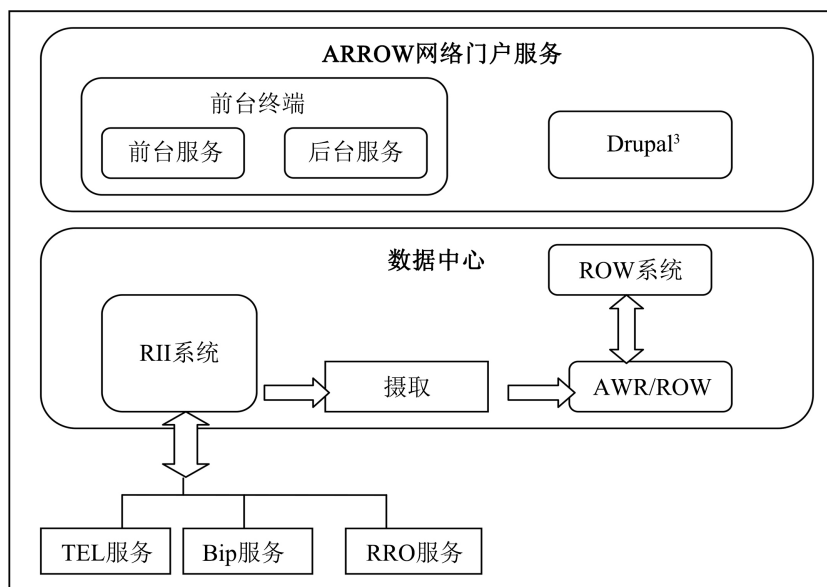 ARROW网络门户服务
前台终端
前台服务
后台服务
Drupal³
数据中心
ROW系统
RII系统
摄取
AWR/ROW
TEL服务
Bip服务
RRO服务